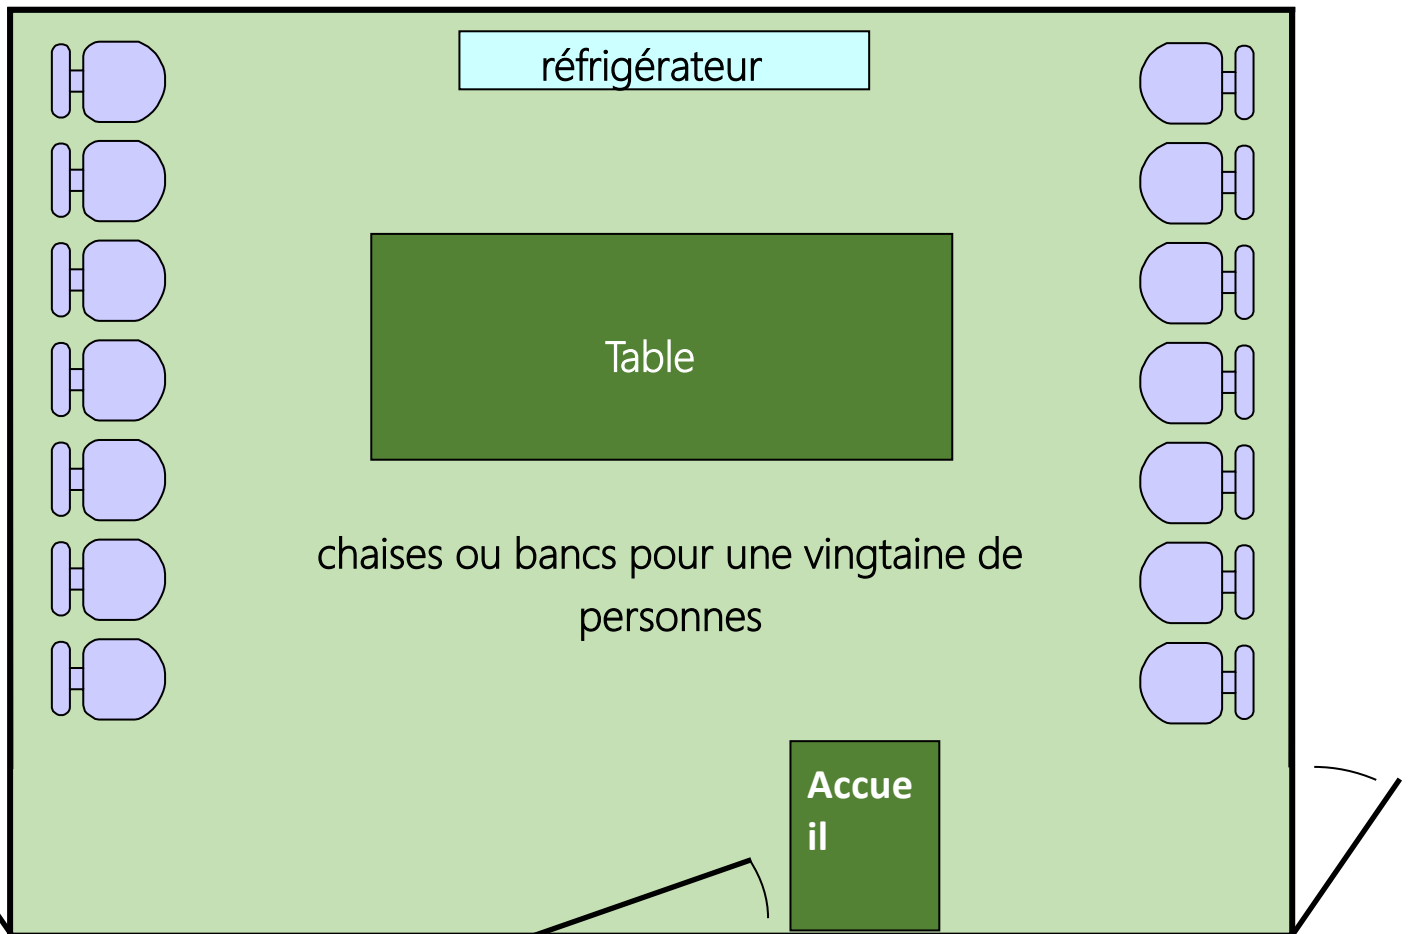 réfrigérateur
Table
chaises ou bancs pour une vingtaine de
personnes
Accue
il